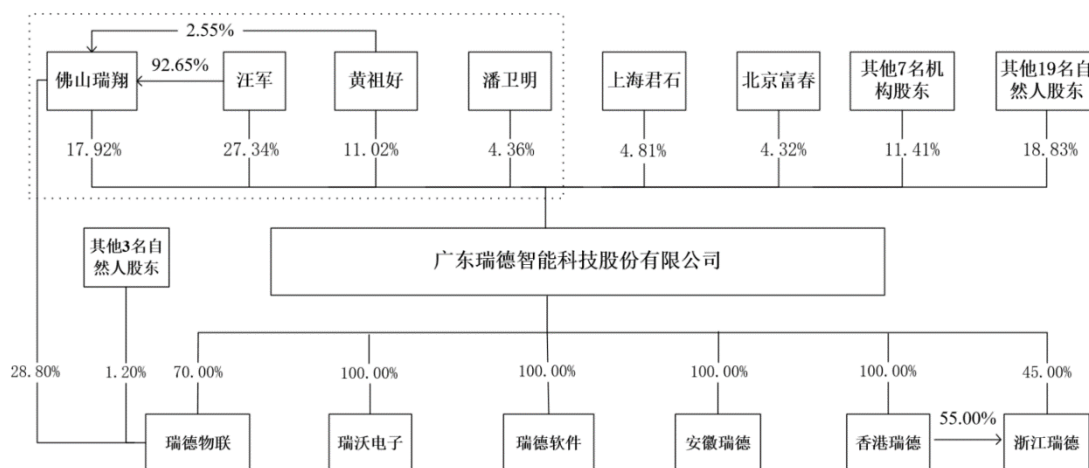 2.55%
92.65%
佛山瑞翔
汪军
黄祖好
潘卫明
上海君石
北京富春
其他7名机
构股东
其他19名自
然人股东
17.92%
27.34%
11.02%
4.36%
4.81%
4.32%
11.41%
18.83%
其他3名自
然人股东
广东瑞德智能科技股份有限公司
28.80%
1.20%
70.00%
100.00%
100.00%
100.00%
100.00%
45.00%
瑞德物联
瑞沃电子
瑞德软件
安徽瑞德
香港瑞德
55.00%
浙江瑞德